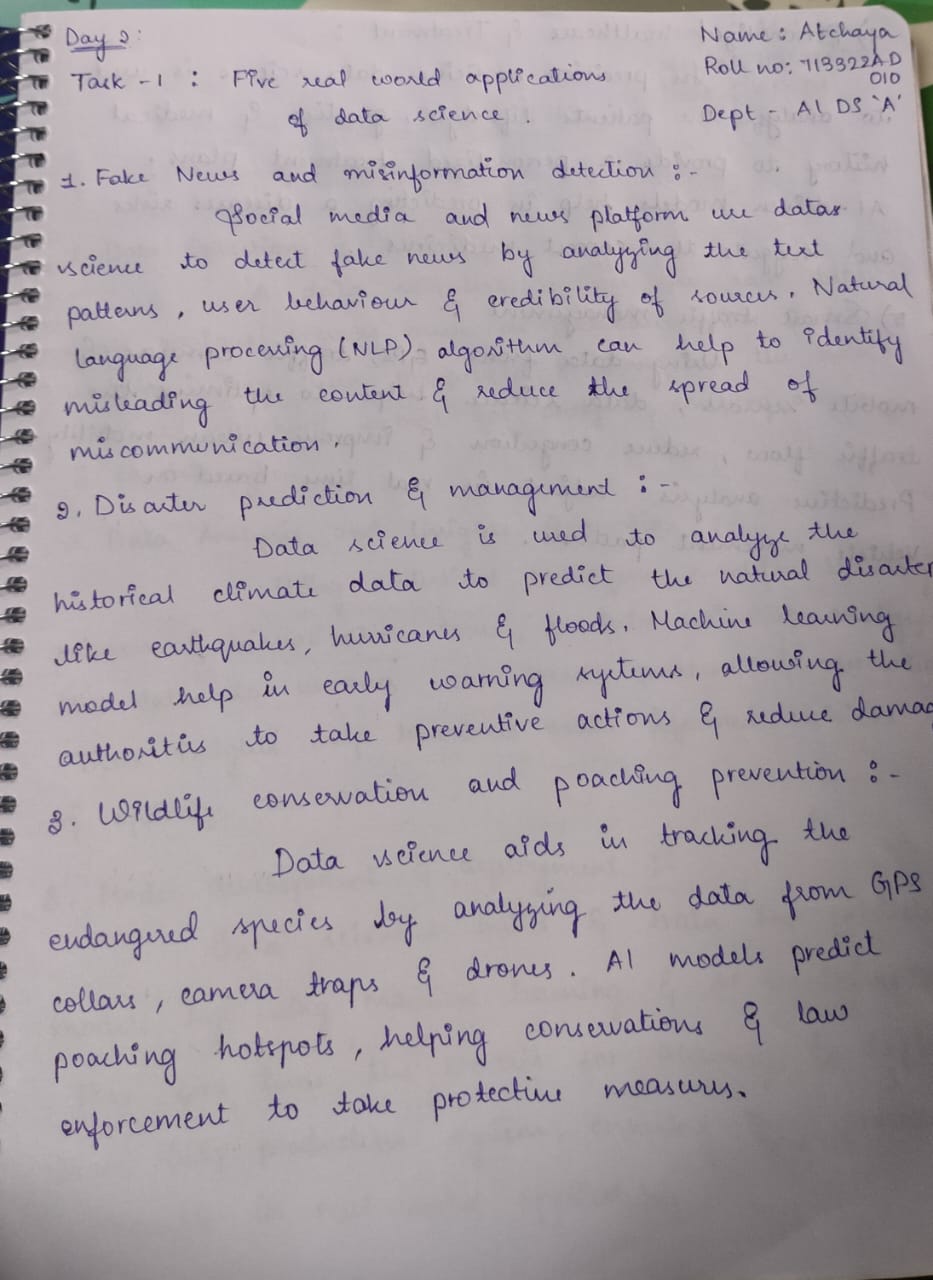 Day 2:
Name: Atchaya
Task - 1 : Five real world applications
Roll no: 713322AD
010
of data science.
Dept - AI DS 'A'
1. Fake News and misinformation detection :-
Social media and news platform use data
science to detect fake news by analyzing the text
patterns, user behaviour & credibility of sources. Natural
language processing (NLP) algorithm can help to identify
misleading the content & reduce the spread of
miscommunication.
2. Disaster prediction & management :-
Data science is used to analyze the
historical climate data to predict the natural disaster
like earthquakes, hurricanes & floods. Machine learning
model help in early warning systems, allowing the
authorities to take preventive actions & reduce damag
3. Wildlife conservation and poaching prevention :-
Data science aids in tracking the
endangered species by analyzing the data from GPS
collars, camera traps & drones. AI models predict
poaching hotspots, helping conservations & law
enforcement to take protective measures.